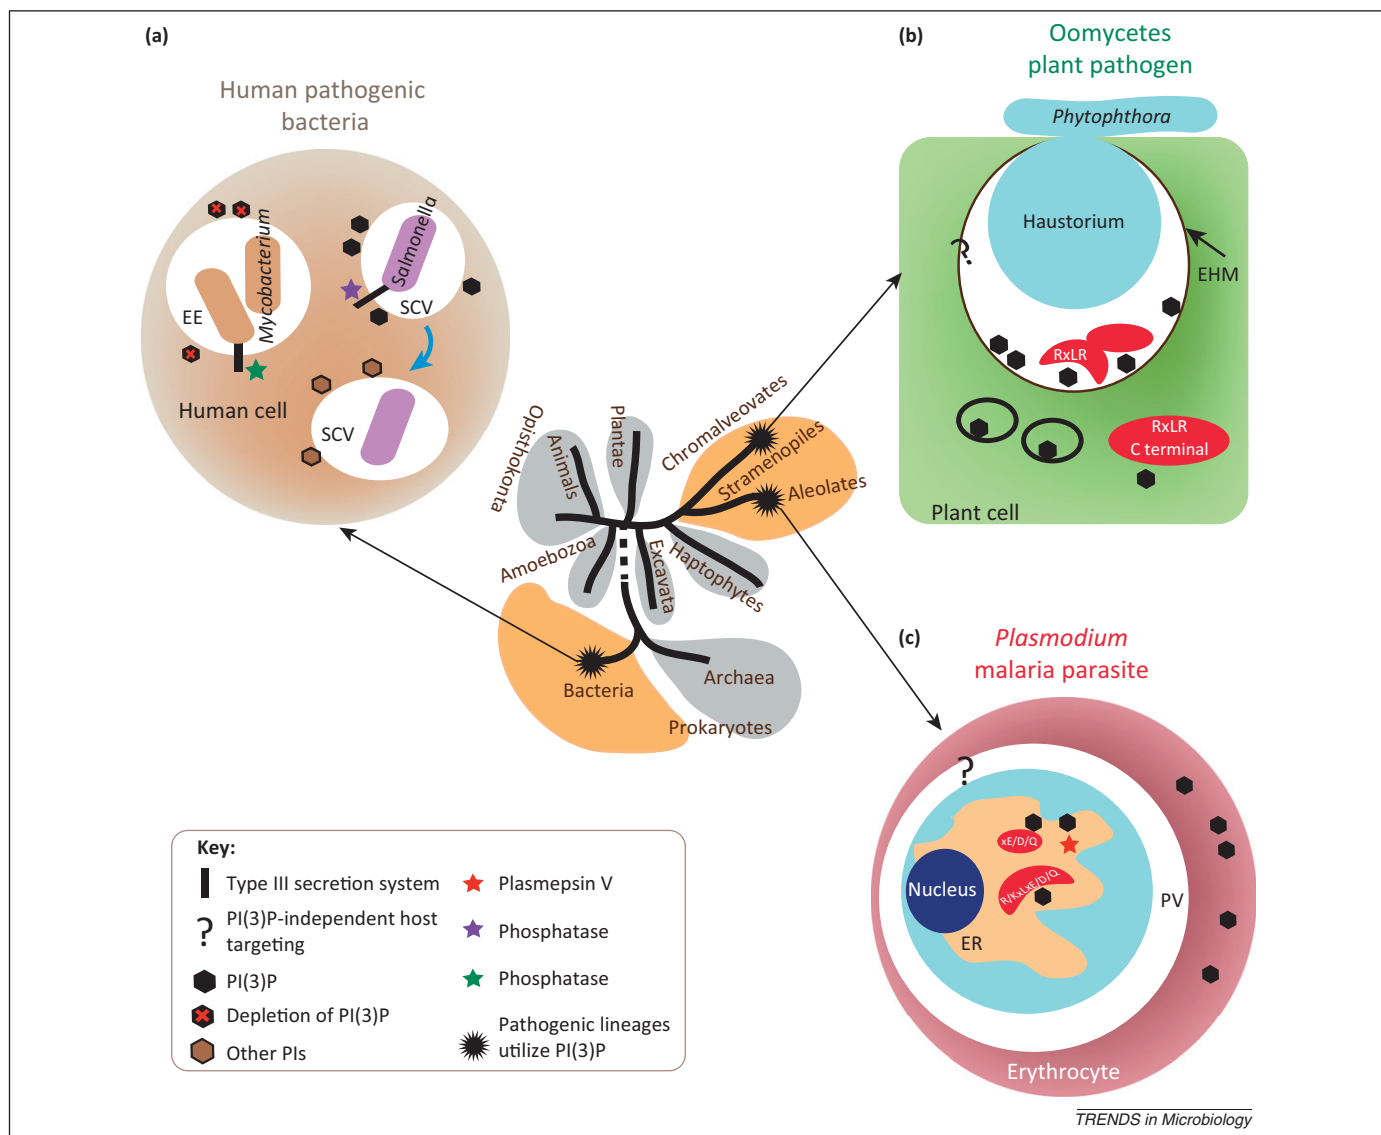 (a)
Human pathogenic
bacteria
Mycobacterium
EE
Salmonella
SCV
Human cell
SCV
(b)
Oomycetes
plant pathogen
Phytophthora
Haustorium
?
EHM
RxLR
RxLR
C terminal
Plant cell
Opisthokonta
Animals
Plantae
Chromalveovates
Stramenopiles
Aleolates
Amoebozoa
Excavata
Haptophytes
Bacteria
Archaea
Prokaryotes
(c)
Plasmodium
malaria parasite
?
xE/D/Q
R/KxLxE/D/Q
Nucleus
ER
PV
Erythrocyte
Key:
Type III secretion system
? PI(3)P-independent host
targeting
PI(3)P
Depletion of PI(3)P
Other PIs
Plasmepsin V
Phosphatase
Phosphatase
Pathogenic lineages
utilize PI(3)P
TRENDS in Microbiology